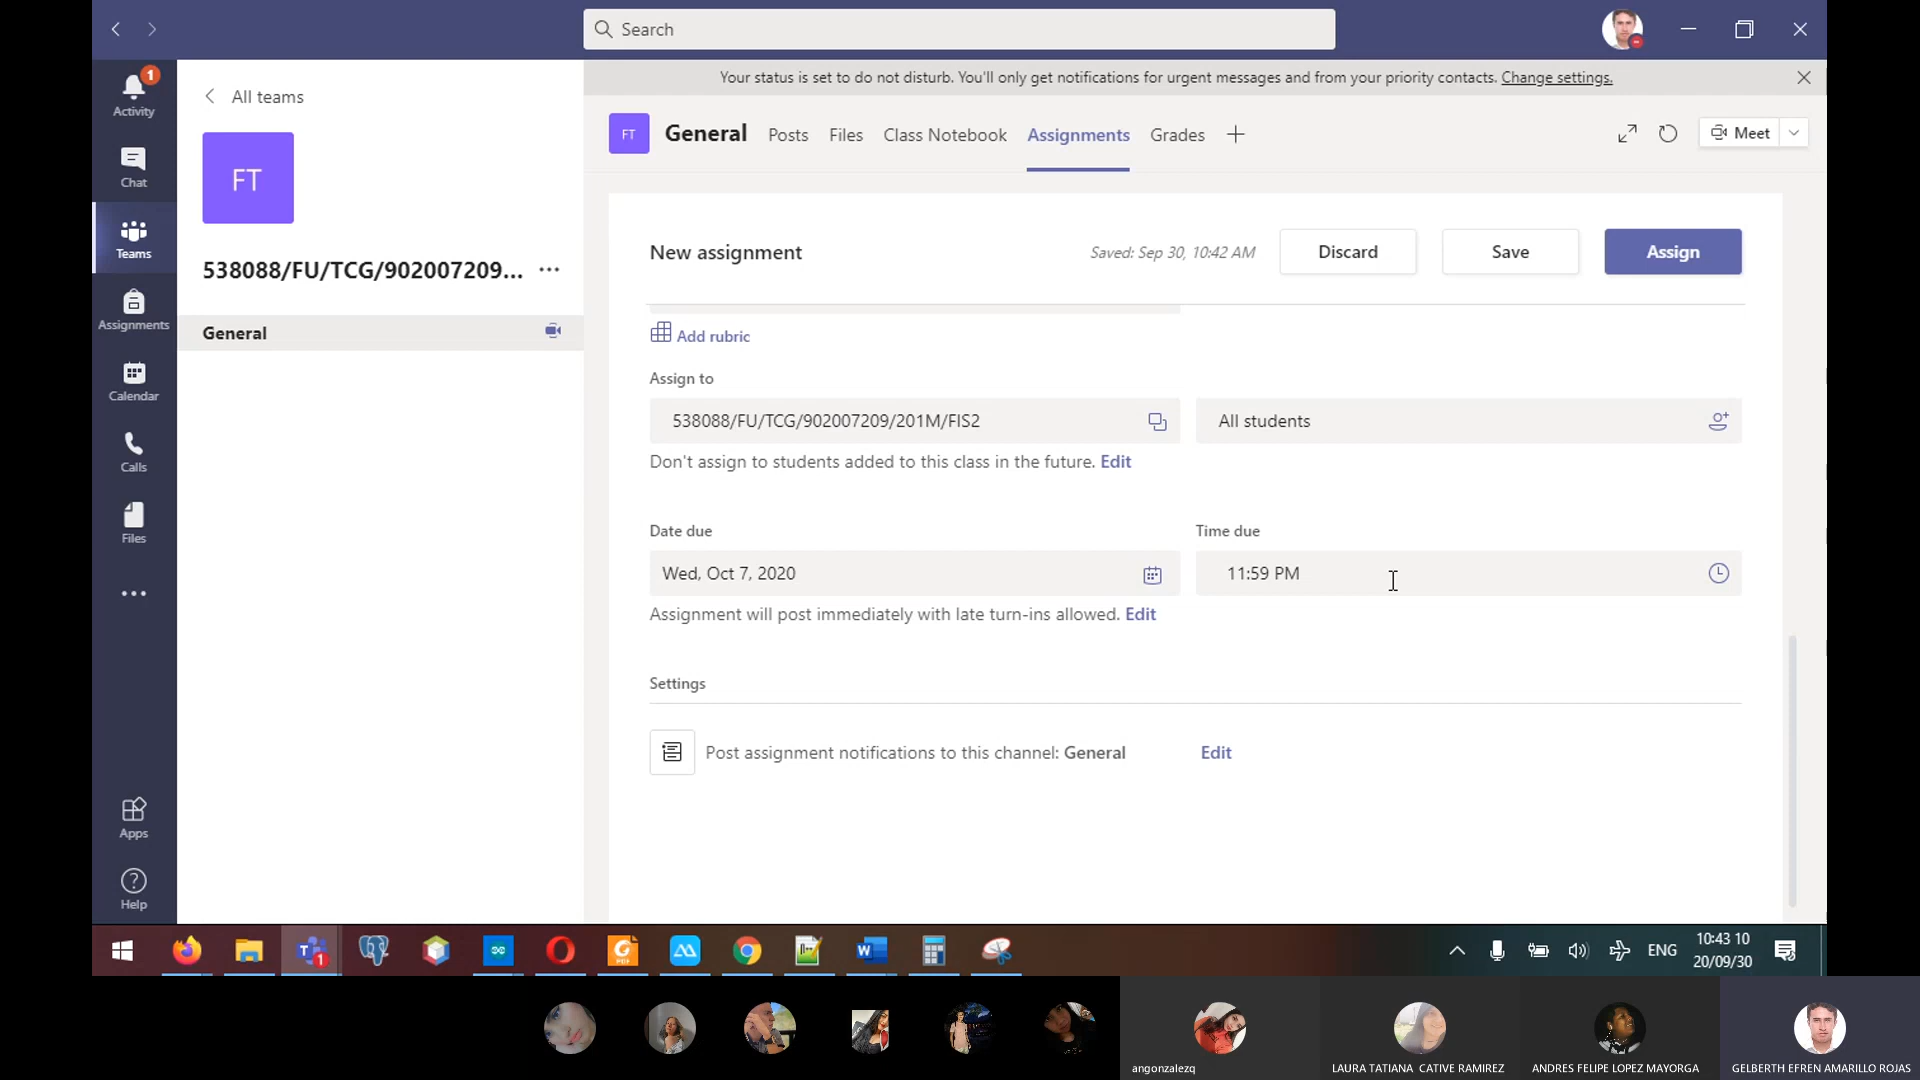 Search
1
Activity
Chat
Teams
Assignments
Calendar
Calls
Files
Apps
Help
All teams
FT
538088/FU/TCG/902007209...
General
Your status is set to do not disturb. You'll only get notifications for urgent messages and from your priority contacts. Change settings.
FT
General Posts Files Class Notebook Assignments Grades
Meet
New assignment
Saved: Sep 30, 10:42 AM
Discard
Save
Assign
Add rubric
Assign to
538088/FU/TCG/902007209/201M/FIS2
All students
Don't assign to students added to this class in the future. Edit
Date due
Time due
Wed, Oct 7, 2020
11:59 PM
Assignment will post immediately with late turn-ins allowed. Edit
Settings
Post assignment notifications to this channel: General
Edit
T
1
PDF
W
ENG
10:43 10
20/09/30
angonzalezq
LAURA TATIANA CATIVE RAMIREZ
ANDRES FELIPE LOPEZ MAYORGA
GELBERTH EFREN AMARILLO ROJAS